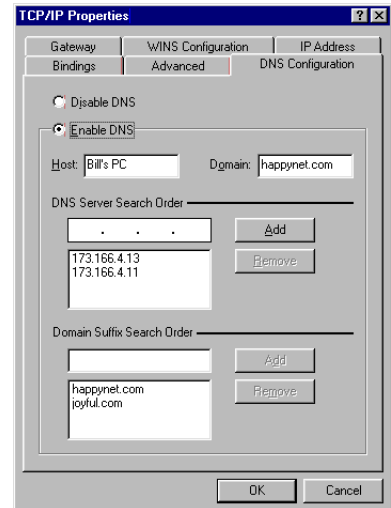 TCP/IP Properties
Gateway WINS Configuration IP Address
Bindings Advanced DNS Configuration
Disable DNS
Enable DNS
Host: Bill's PC Domain: happynet.com
DNS Server Search Order
. . . Add
173.166.4.13 Remove
173.166.4.11
Domain Suffix Search Order
Add
happynet.com Remove
joyful.com
OK Cancel